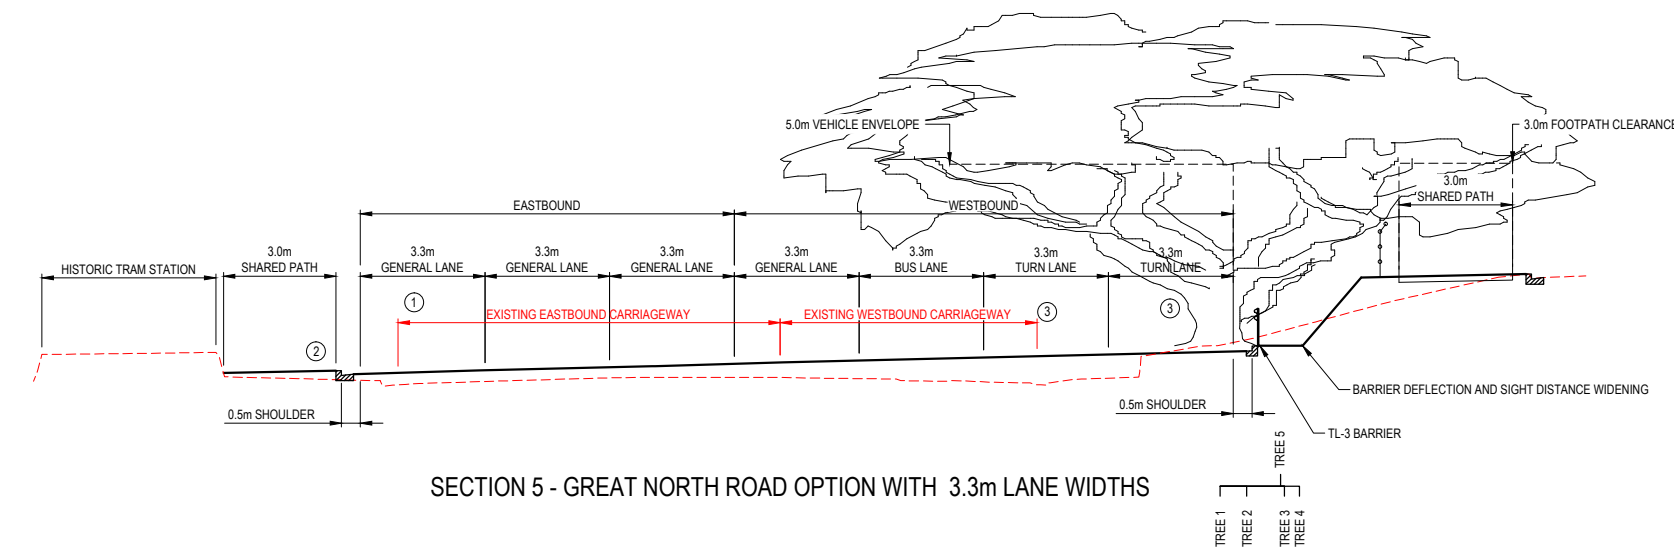 5.0m VEHICLE ENVELOPE
3.0m FOOTPATH CLEARANCE
3.0m
SHARED PATH
EASTBOUND
WESTBOUND
HISTORIC TRAM STATION
3.0m
SHARED PATH
3.3m
GENERAL LANE
3.3m
GENERAL LANE
3.3m
GENERAL LANE
3.3m
GENERAL LANE
3.3m
BUS LANE
3.3m
TURN LANE
3.3m
TURN LANE
1
EXISTING EASTBOUND CARRIAGEWAY
EXISTING WESTBOUND CARRIAGEWAY
3
3
2
0.5m SHOULDER
0.5m SHOULDER
BARRIER DEFLECTION AND SIGHT DISTANCE WIDENING
TL-3 BARRIER
SECTION 5 - GREAT NORTH ROAD OPTION WITH 3.3m LANE WIDTHS
TREE 5
TREE 1
TREE 2
TREE 3
TREE 4